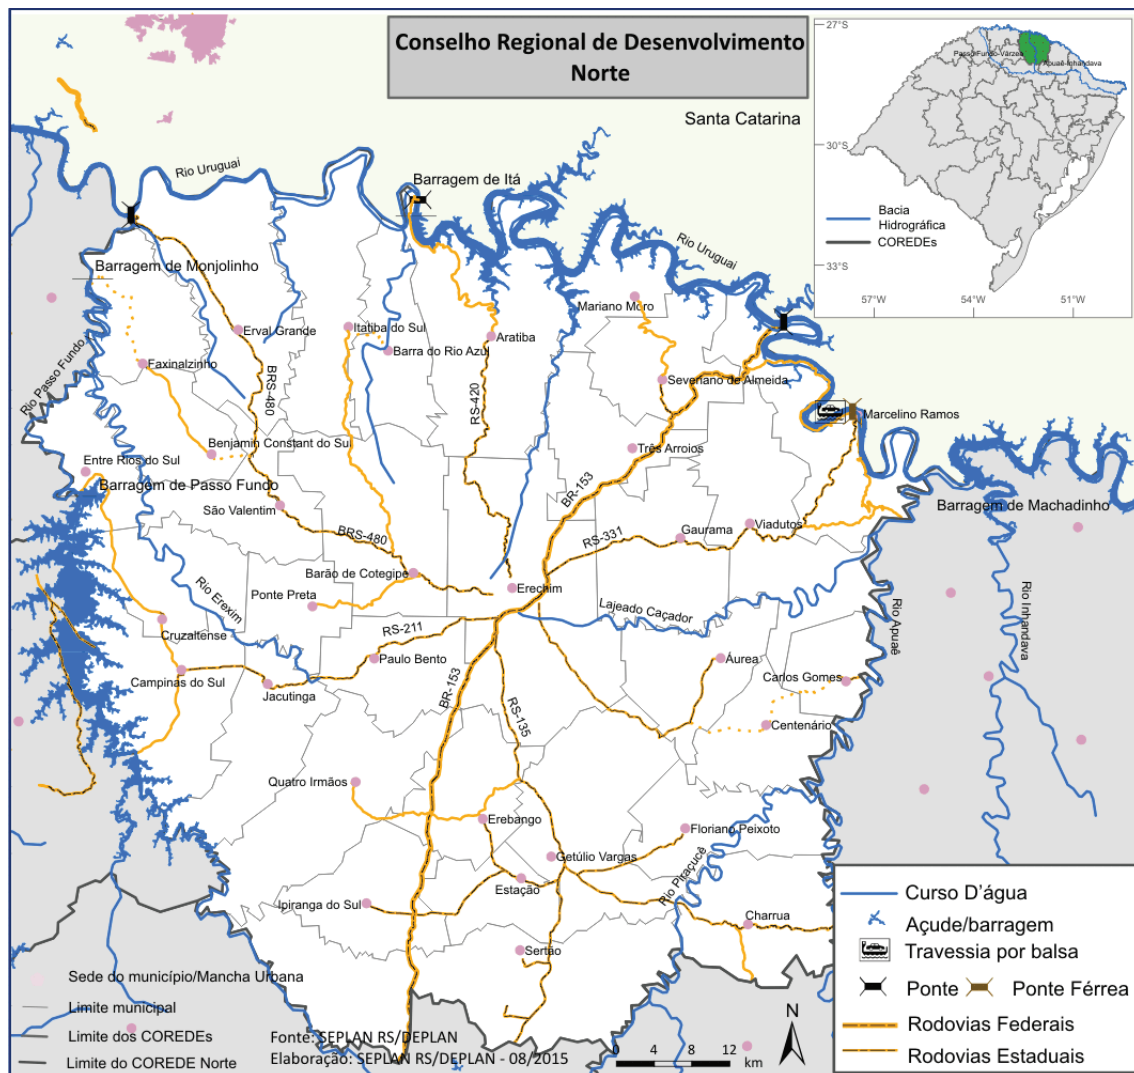 Conselho Regional de Desenvolvimento
Norte
Santa Catarina
27°S
30°S
33°S
57°W
54°W
51°W
Passo Fundo-Várzea
Apuaê-Inhandava
Bacia
Hidrográfica
COREDEs
Rio Uruguai
Barragem de Itá
Rio Uruguai
Barragem de Monjolinho
Mariano Moro
Erval Grande
Itatiba do Sul
Aratiba
Barra do Rio Azul
Faxinalzinho
Rio Passo Fundo
BRS-480
RS-420
Severiano de Almeida
Marcelino Ramos
Benjamin Constant do Sul
Três Arroios
Entre Rios do Sul
Barragem de Passo Fundo
BR-153
São Valentim
Barragem de Machadinho
BRS-480
RS-331
Gaurama
Viadutos
Barão de Cotegipe
Erechim
Ponte Preta
Rio Erexim
Lajeado Caçador
Rio Apuaê
Rio Inhandava
Cruzaltense
RS-211
Paulo Bento
Áurea
Campinas do Sul
Jacutinga
BR-153
Carlos Gomes
RS-135
Centenário
Quatro Irmãos
Erebango
Floriano Peixoto
Getúlio Vargas
Estação
Rio Piraçucê
Ipiranga do Sul
Charrua
Sertão
Sede do município/Mancha Urbana
Limite municipal
Limite dos COREDEs
Limite do COREDE Norte
Fonte: SEPLAN RS/DEPLAN
Elaboração: SEPLAN RS/DEPLAN - 08/2015
0 4 8 12
km
N
Curso D'água
Açude/barragem
Travessia por balsa
Ponte
Ponte Férrea
Rodovias Federais
Rodovias Estaduais